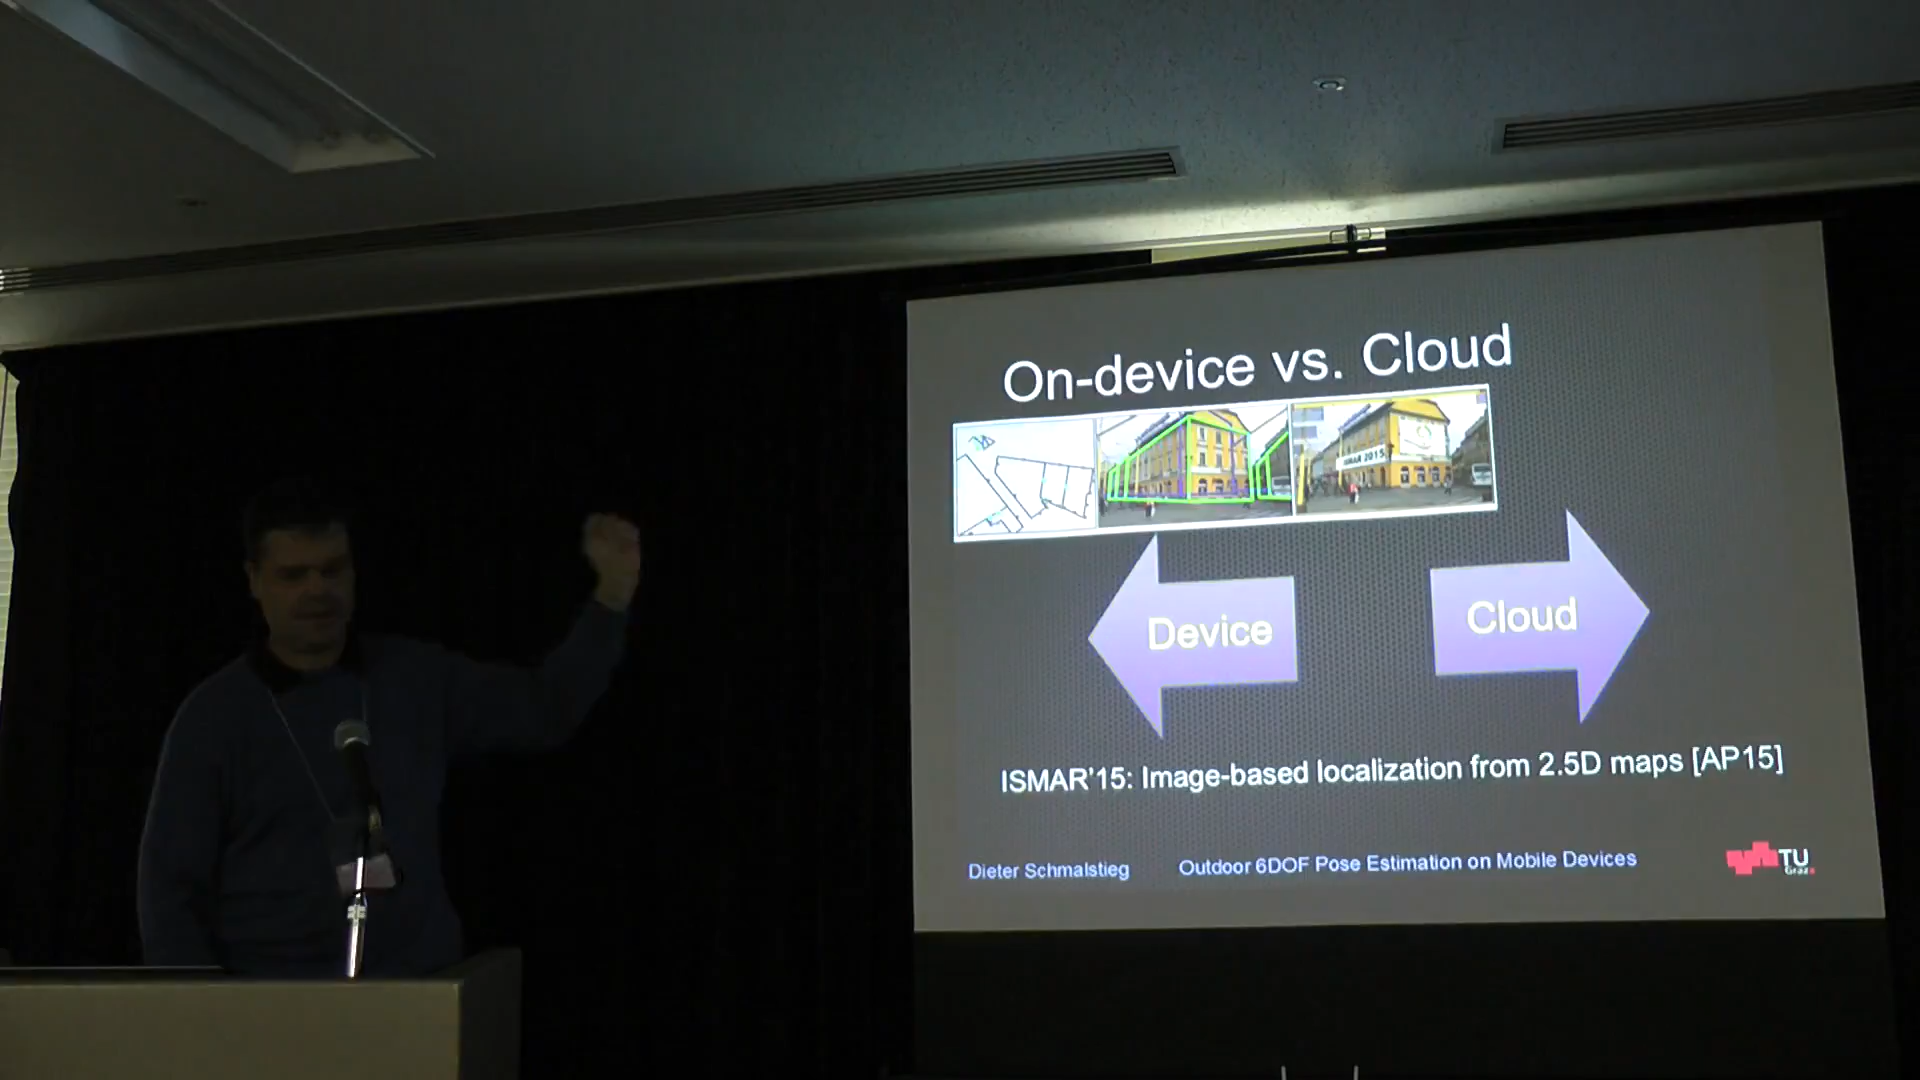 On-device vs. Cloud
ISMAR 2015
Device
Cloud
ISMAR'15: Image-based localization from 2.5D maps [AP15]
Dieter Schmalstieg
Outdoor 6DOF Pose Estimation on Mobile Devices
TU
Graz